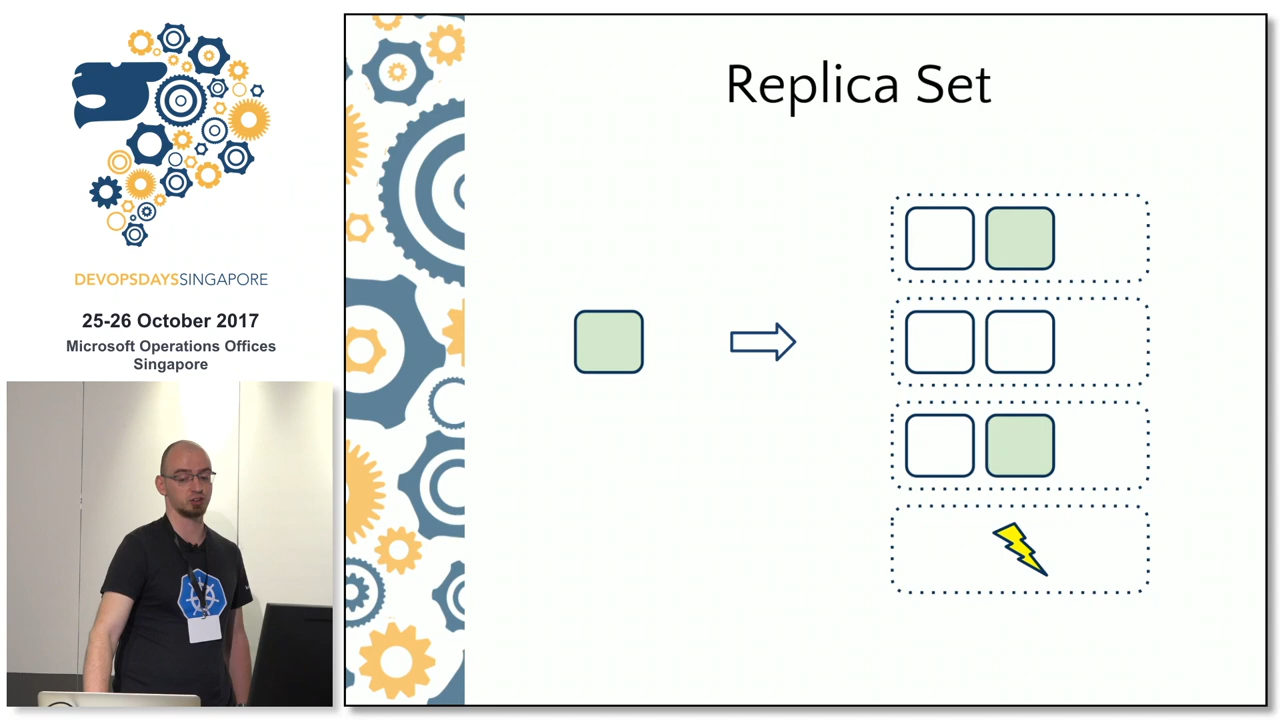 DEVOPSDAYSSINGAPORE
25-26 October 2017
Microsoft Operations Offices
Singapore
Replica Set